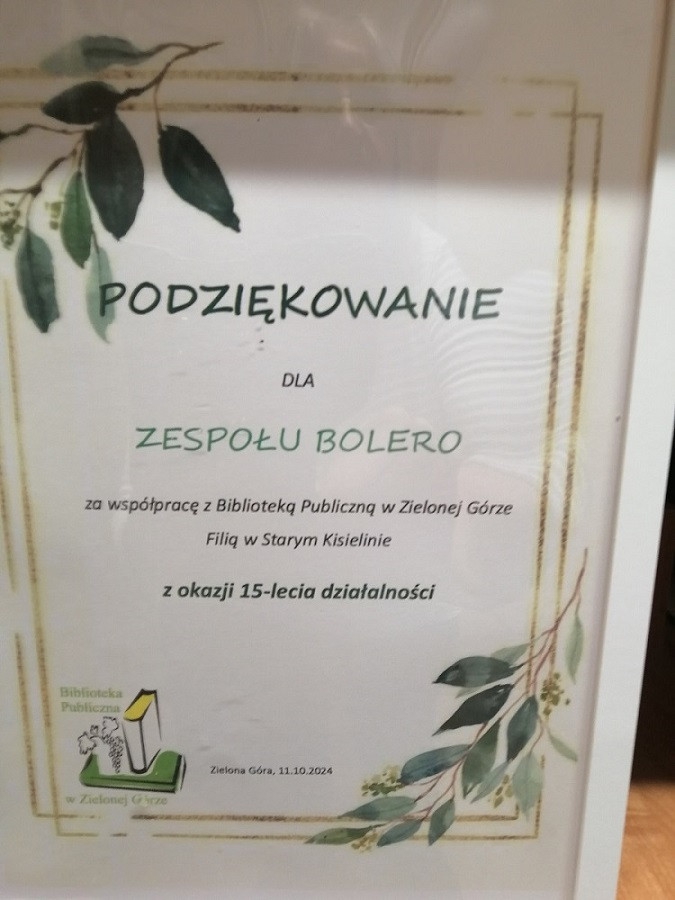 PODZIĘKOWANIE
DLA
ZESPOŁU BOLERO
za współpracę z Biblioteką Publiczną w Zielonej Górze
Filią w Starym Kisielinie
z okazji 15-lecia działalności
Biblioteka
Publiczna
w Zielonej Górze
Zielona Góra, 11.10.2024